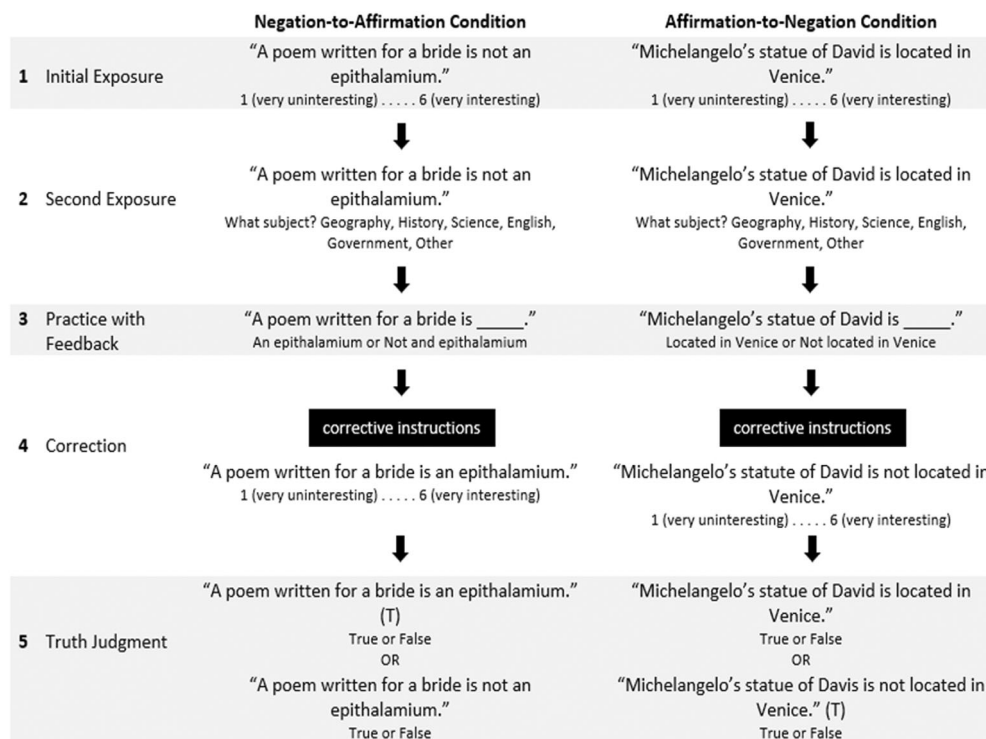 Negation-to-Affirmation Condition
Affirmation-to-Negation Condition
1 Initial Exposure
“A poem written for a bride is not an
epithalamium.”
1 (very uninteresting) . . . . . 6 (very interesting)
“Michelangelo’s statue of David is located in
Venice.”
1 (very uninteresting) . . . . . 6 (very interesting)
2 Second Exposure
“A poem written for a bride is not an
epithalamium.”
What subject? Geography, History, Science, English,
Government, Other
“Michelangelo’s statue of David is located in
Venice.”
What subject? Geography, History, Science, English,
Government, Other
3 Practice with
Feedback
“A poem written for a bride is _____.”
An epithalamium or Not and epithalamium
“Michelangelo’s statue of David is _____.”
Located in Venice or Not located in Venice
4 Correction
corrective instructions
“A poem written for a bride is an epithalamium.”
1 (very uninteresting) . . . . . 6 (very interesting)
corrective instructions
“Michelangelo’s statute of David is not located in
Venice.”
1 (very uninteresting) . . . . . 6 (very interesting)
5 Truth Judgment
“A poem written for a bride is an epithalamium.”
(T)
True or False
OR
“A poem written for a bride is not an
epithalamium.”
True or False
“Michelangelo’s statue of David is located in
Venice.”
True or False
OR
“Michelangelo’s statue of Davis is not located in
Venice.” (T)
True or False